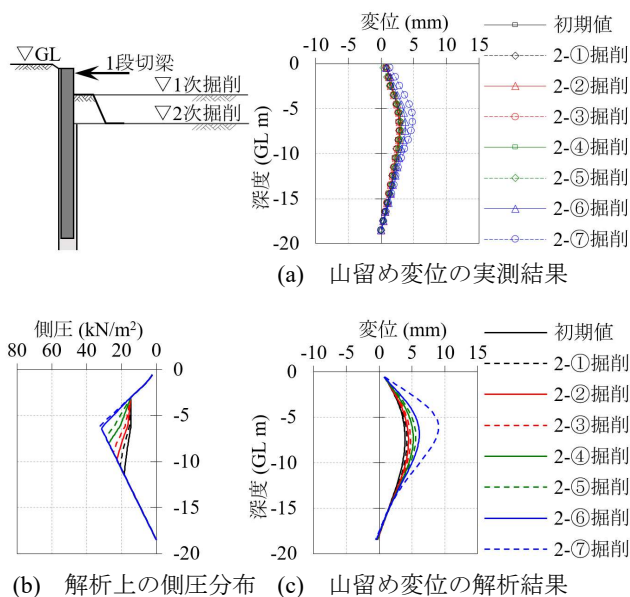 ▽GL
1段切梁
▽1次掘削
▽2次掘削
変位 (mm)
-10 -5 0 5 10 15
0
-5
-10
-15
-20
深度 (GL m)
初期値
2-①掘削
2-②掘削
2-③掘削
2-④掘削
2-⑤掘削
2-⑥掘削
2-⑦掘削
(a) 山留め変位の実測結果
側圧 (kN/m²)
80 60 40 20 0
0
-5
-10
-15
-20
(b) 解析上の側圧分布
変位 (mm)
-10 -5 0 5 10 15
0
-5
-10
-15
-20
深度 (GL m)
初期値
2-①掘削
2-②掘削
2-③掘削
2-④掘削
2-⑤掘削
2-⑥掘削
2-⑦掘削
(c) 山留め変位の解析結果